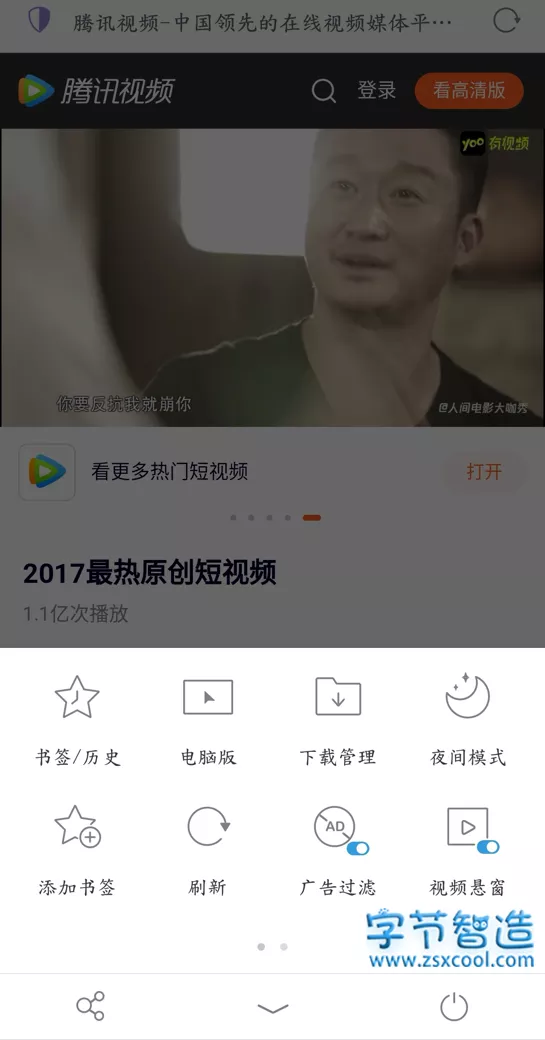 腾讯视频-中国领先的在线视频媒体平…
腾讯视频
登录
看高清版
yoo 有视频
你要反抗我就崩你
@人间电影大咖秀
看更多热门短视频
打开
2017最热原创短视频
1.1亿次播放
书签/历史
电脑版
下载管理
夜间模式
AD
添加书签
刷新
广告过滤
视频悬窗
字节智造
www.zsxcool.com